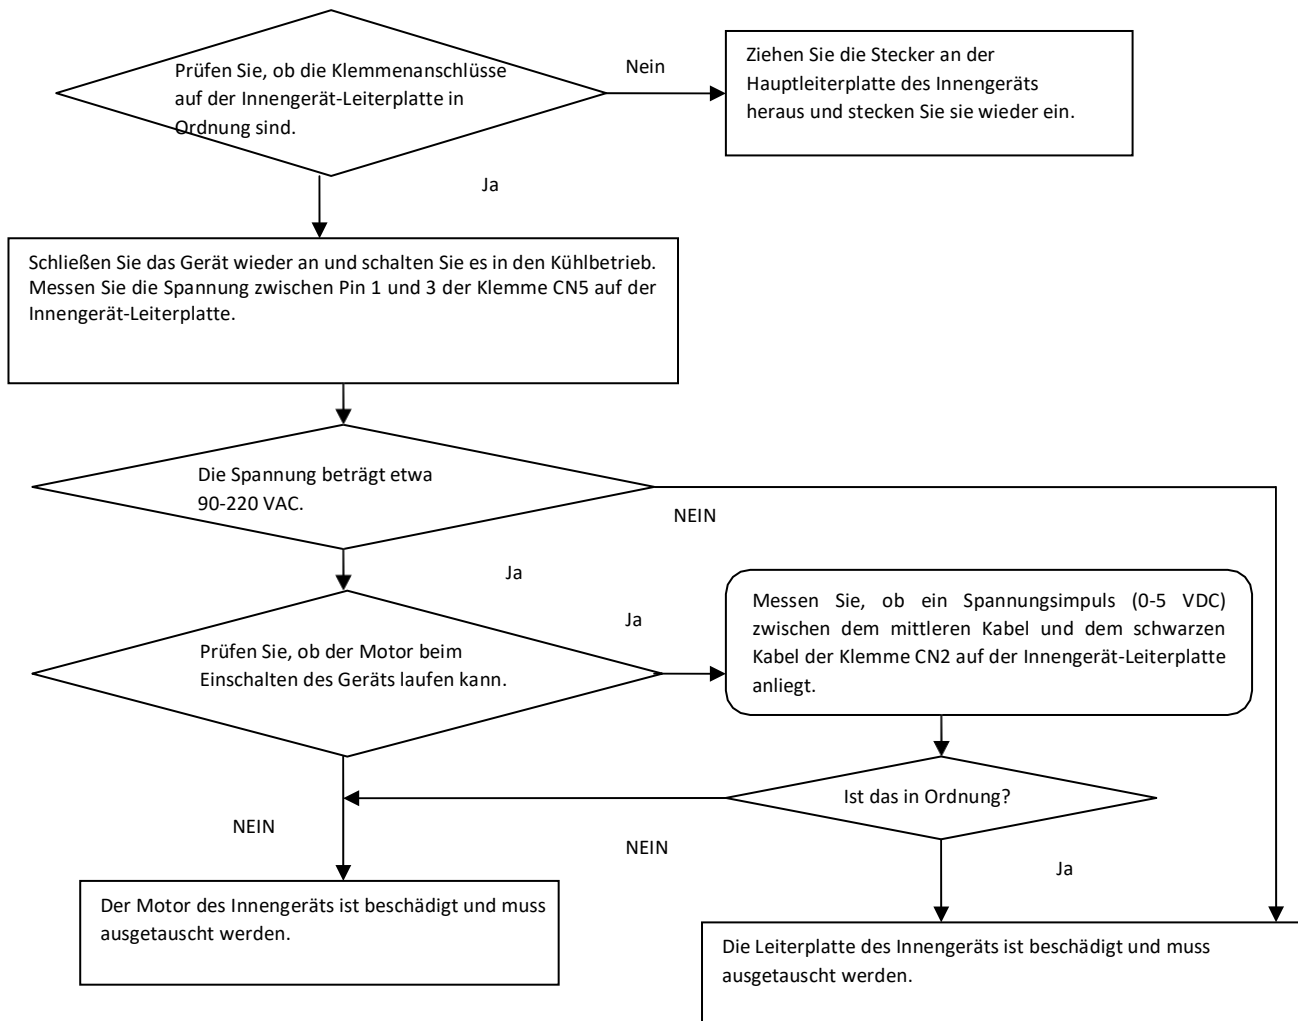 Prüfen Sie, ob die Klemmenanschlüsse
auf der Innengerät-Leiterplatte in
Ordnung sind.
Nein
Ziehen Sie die Stecker an der
Hauptleiterplatte des Innengeräts
heraus und stecken Sie sie wieder ein.
Ja
Schließen Sie das Gerät wieder an und schalten Sie es in den Kühlbetrieb.
Messen Sie die Spannung zwischen Pin 1 und 3 der Klemme CN5 auf der
Innengerät-Leiterplatte.
Die Spannung beträgt etwa
90-220 VAC.
NEIN
Ja
Prüfen Sie, ob der Motor beim
Einschalten des Geräts laufen kann.
Ja
Messen Sie, ob ein Spannungsimpuls (0-5 VDC)
zwischen dem mittleren Kabel und dem schwarzen
Kabel der Klemme CN2 auf der Innengerät-Leiterplatte
anliegt.
Ist das in Ordnung?
NEIN
NEIN
Ja
Der Motor des Innengeräts ist beschädigt und muss
ausgetauscht werden.
Die Leiterplatte des Innengeräts ist beschädigt und muss
ausgetauscht werden.